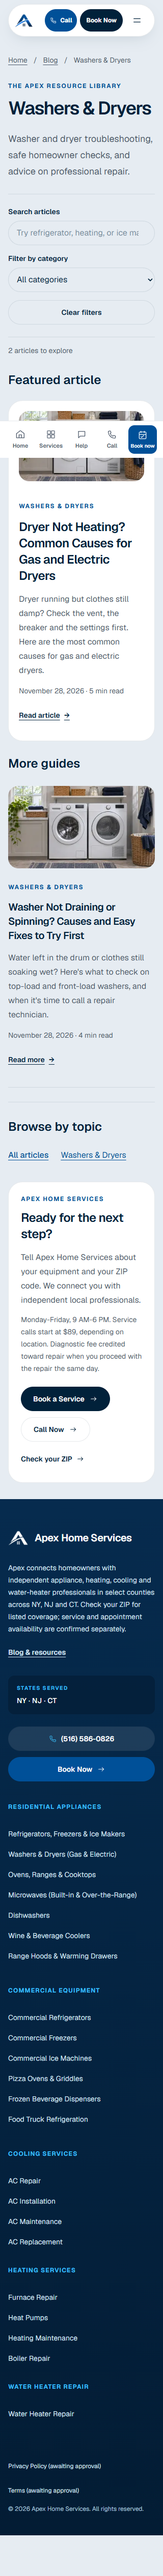 Call
Book Now
Home / Blog / Washers & Dryers
THE APEX RESOURCE LIBRARY
Washers & Dryers
Washer and dryer troubleshooting,
safe homeowner checks, and
advice on professional repair.
Search articles
Try refrigerator, heating, or ice ma
Filter by category
All categories
Clear filters
2 articles to explore
Featured article
Home
Services
Help
Call
Book now
WASHERS & DRYERS
Dryer Not Heating?
Common Causes for
Gas and Electric
Dryers
Dryer running but clothes still
damp? Check the vent, the
breaker and the settings first.
Here are the most common
causes for gas and electric
dryers.
November 28, 2026 · 5 min read
Read article →
More guides
WASHERS & DRYERS
Washer Not Draining or
Spinning? Causes and Easy
Fixes to Try First
Water left in the drum or clothes still
soaking wet? Here's what to check on
top-load and front-load washers, and
when it's time to call a repair
technician.
November 28, 2026 · 4 min read
Read more →
Browse by topic
All articles
Washers & Dryers
APEX HOME SERVICES
Ready for the next
step?
Tell Apex Home Services about
your equipment and your ZIP
code. We connect you with
independent local professionals.
Monday-Friday, 9 AM-6 PM. Service
calls start at $89, depending on
location. Diagnostic fee credited
toward repair when you proceed with
the repair the same day.
Book a Service →
Call Now →
Check your ZIP →
Apex Home Services
Apex connects homeowners with
independent appliance, heating, cooling and
water-heater professionals in select counties
across NY, NJ and CT. Check your ZIP for
listed coverage; service and appointment
availability are confirmed separately.
Blog & resources
STATES SERVED
NY · NJ · CT
(516) 586-0826
Book Now →
RESIDENTIAL APPLIANCES
Refrigerators, Freezers & Ice Makers
Washers & Dryers (Gas & Electric)
Ovens, Ranges & Cooktops
Microwaves (Built-in & Over-the-Range)
Dishwashers
Wine & Beverage Coolers
Range Hoods & Warming Drawers
COMMERCIAL EQUIPMENT
Commercial Refrigerators
Commercial Freezers
Commercial Ice Machines
Pizza Ovens & Griddles
Frozen Beverage Dispensers
Food Truck Refrigeration
COOLING SERVICES
AC Repair
AC Installation
AC Maintenance
AC Replacement
HEATING SERVICES
Furnace Repair
Heat Pumps
Heating Maintenance
Boiler Repair
WATER HEATER REPAIR
Water Heater Repair
Privacy Policy (awaiting approval)
Terms (awaiting approval)
© 2026 Apex Home Services. All rights reserved.